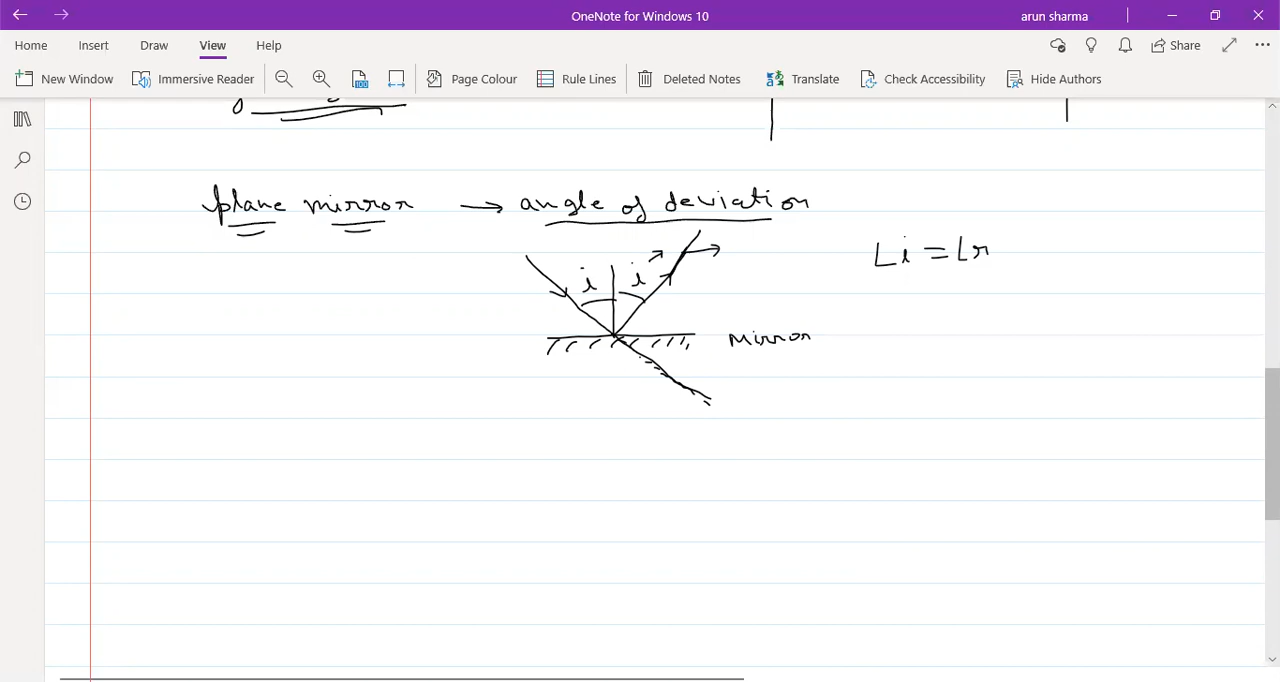 OneNote for Windows 10
arun sharma
Home Insert Draw View Help
Share
New Window Immersive Reader 100 Page Colour Rule Lines Deleted Notes Translate Check Accessibility Hide Authors
plane mirror → angle of deviation
∠i = ∠r
i i
mirror